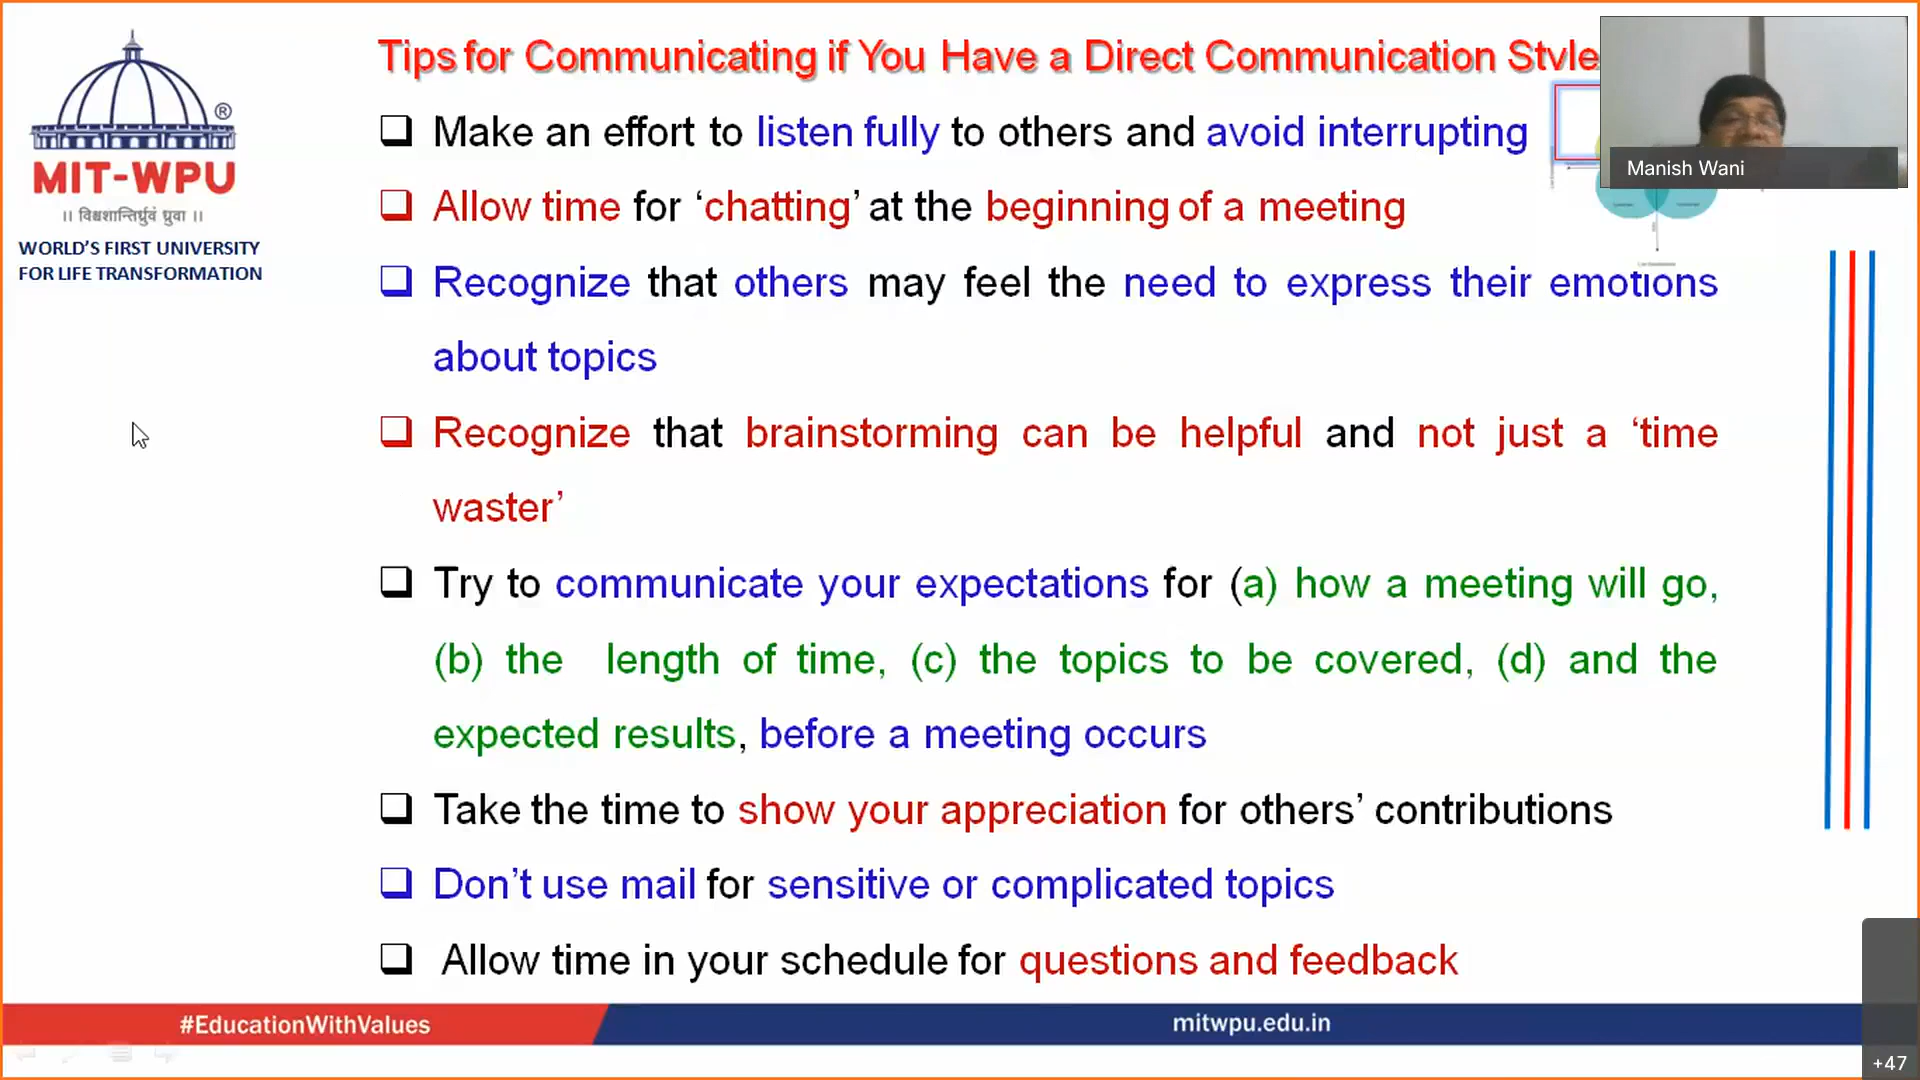 Tips for Communicating if You Have a Direct Communication Style
Manish Wani
®
MIT-WPU
।। विश्वशान्तिर्ध्रुवं ध्रुवा ।।
WORLD'S FIRST UNIVERSITY
FOR LIFE TRANSFORMATION
Make an effort to listen fully to others and avoid interrupting
Allow time for ‘chatting’ at the beginning of a meeting
Recognize that others may feel the need to express their emotions
about topics
Recognize that brainstorming can be helpful and not just a ‘time
waster’
Try to communicate your expectations for (a) how a meeting will go,
(b) the length of time, (c) the topics to be covered, (d) and the
expected results, before a meeting occurs
Take the time to show your appreciation for others’ contributions
Don’t use mail for sensitive or complicated topics
Allow time in your schedule for questions and feedback
#EducationWithValues
mitwpu.edu.in
+47